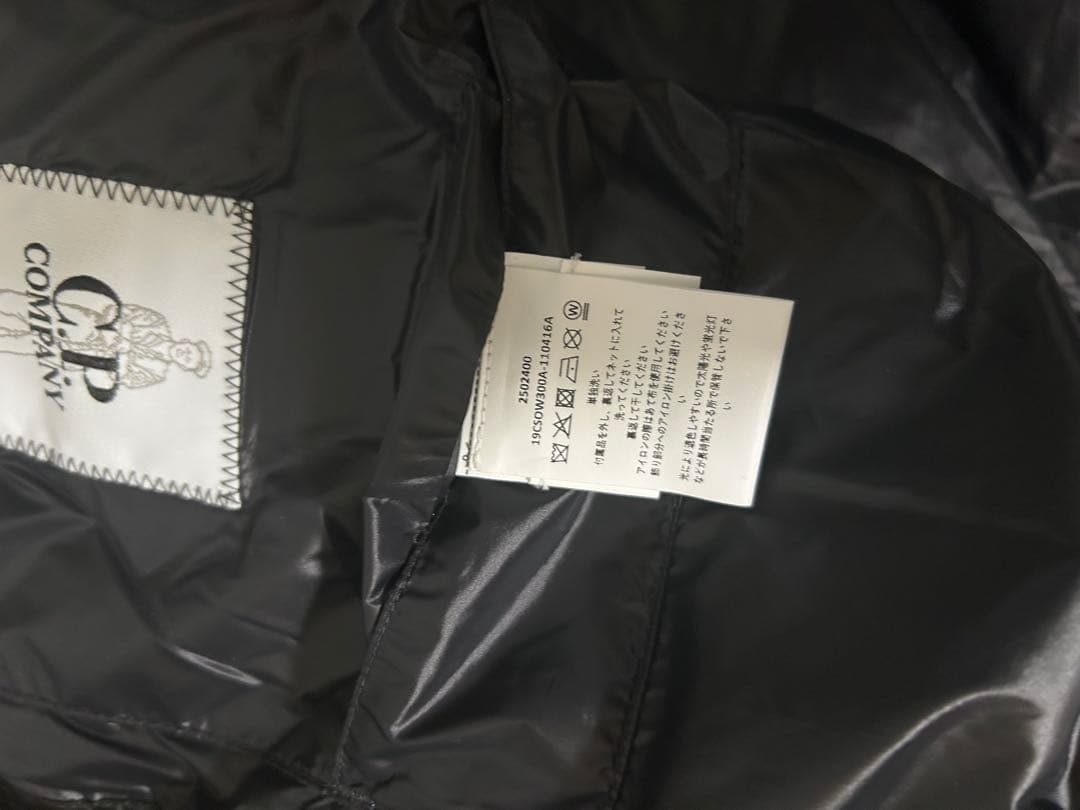 C.P.
COMPANY
2502400
19CSOW300A-110416A
W
単独洗い
付属品を外し、裏返してネットに入れて
洗ってください
裏返して干してください
アイロンの際はあて布を使用してください
飾り部分へのアイロン掛けはお避けくださ
い
光により退色しやすいので太陽光や蛍光灯
などが長時間当たる所で保管しないで下さ
い